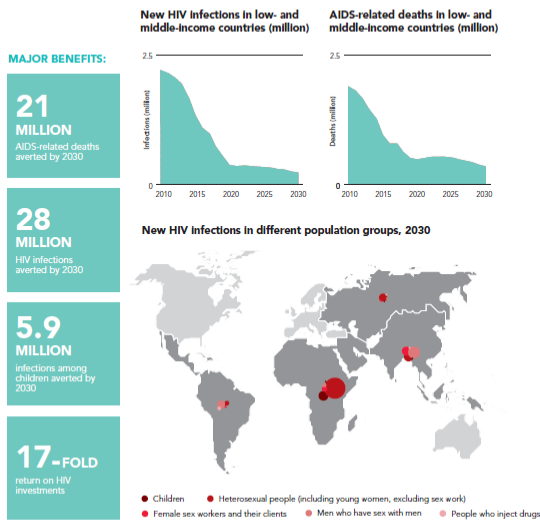 MAJOR BENEFITS:
21
MILLION
AIDS-related deaths
averted by 2030
28
MILLION
HIV infections
averted by 2030
5.9
MILLION
infections among
children averted by
2030
17-FOLD
return on HIV
investments
New HIV infections in low- and
middle-income countries (million)
2.5
Infections (million)
0
2010 2015 2020 2025 2030
AIDS-related deaths in low- and
middle-income countries (million)
2.5
Deaths (million)
0
2010 2015 2020 2025 2030
New HIV infections in different population groups, 2030
Children
Heterosexual people (including young women, excluding sex work)
Female sex workers and their clients
Men who have sex with men
People who inject drugs